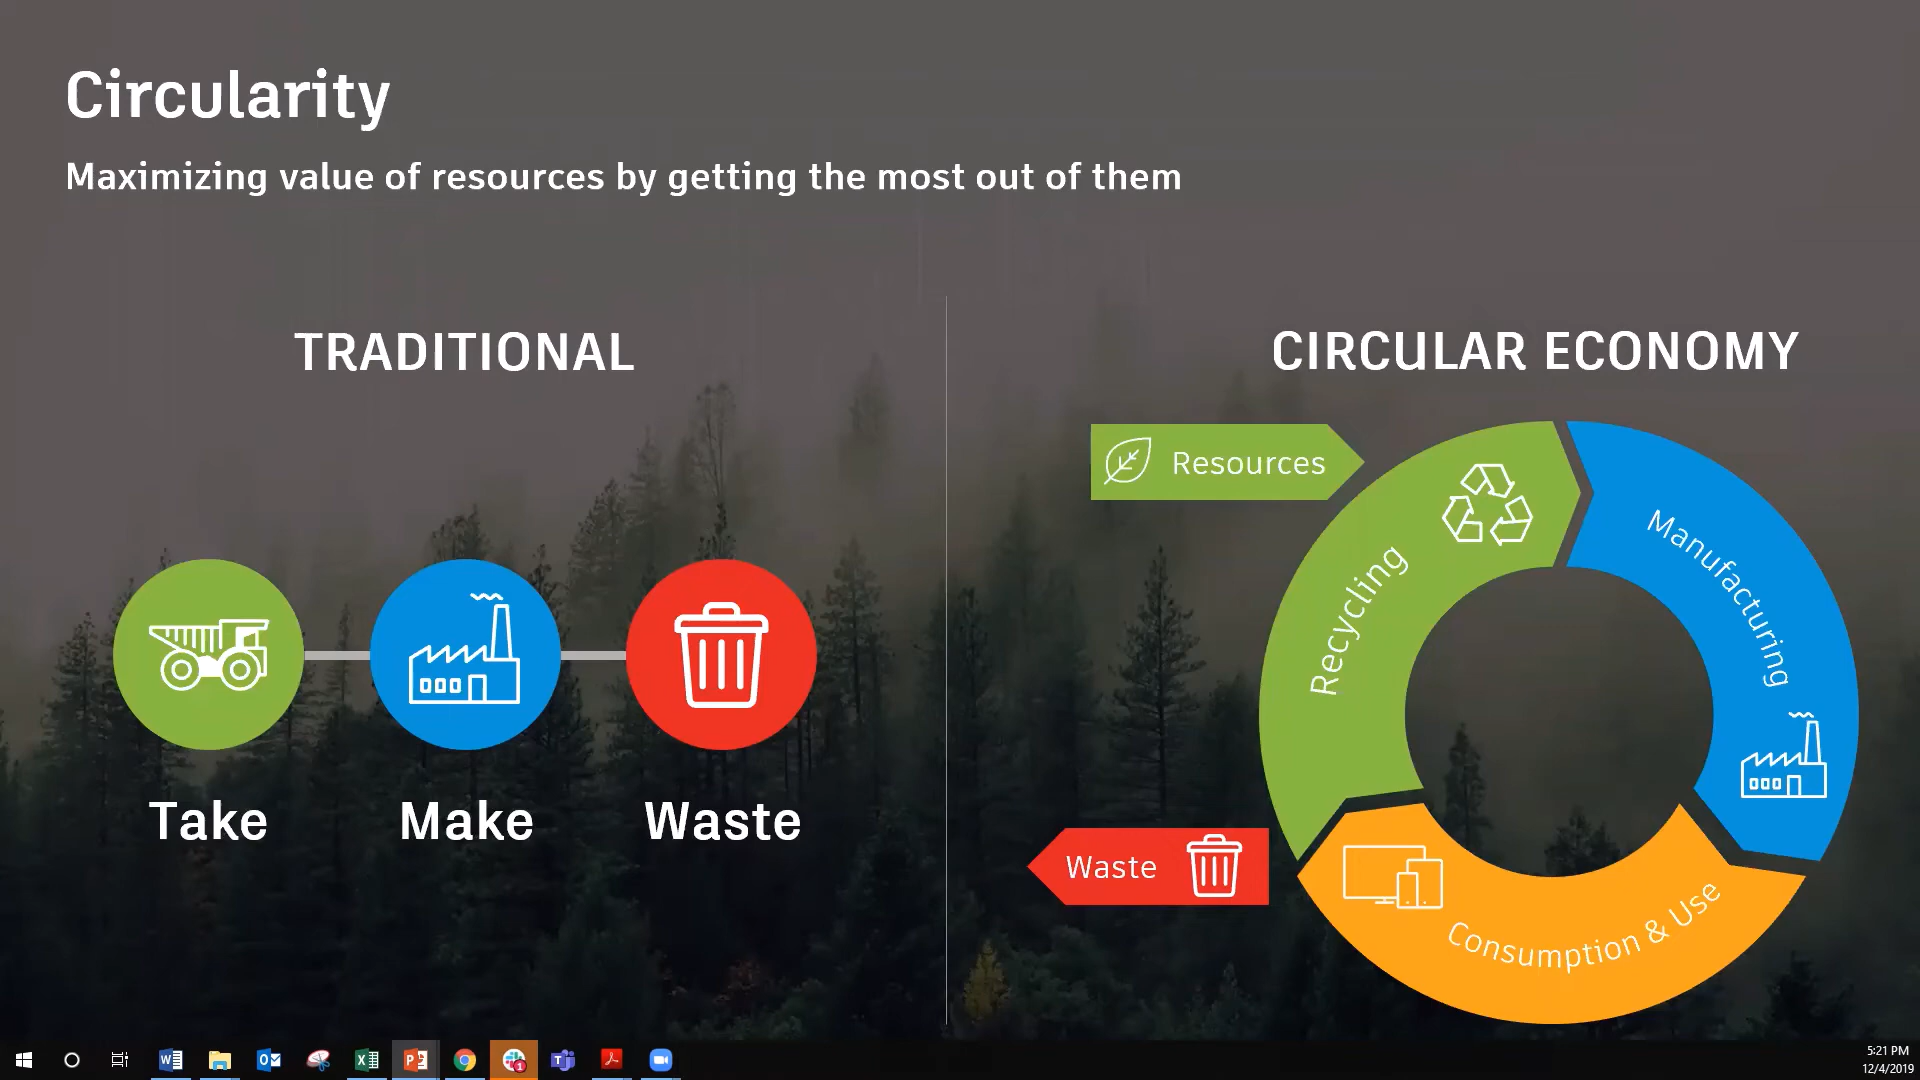 Circularity
Maximizing value of resources by getting the most out of them
TRADITIONAL
Take
Make
Waste
CIRCULAR ECONOMY
Resources
Recycling
Manufacturing
Consumption & Use
Waste
5:21 PM
12/4/2019